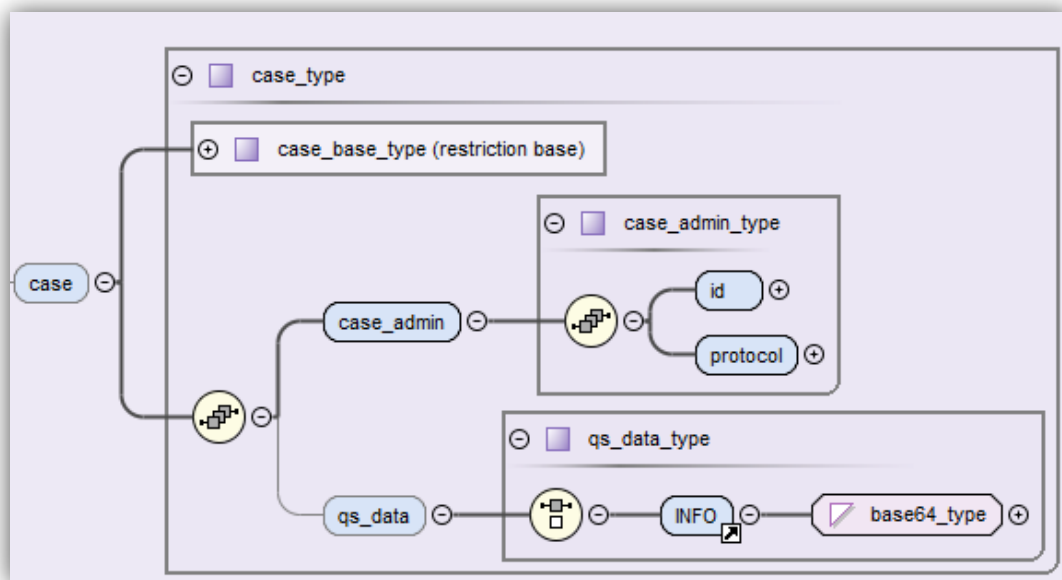 case_type
case_base_type (restriction base)
case_admin_type
case
id
case_admin
protocol
qs_data_type
qs_data
INFO
base64_type